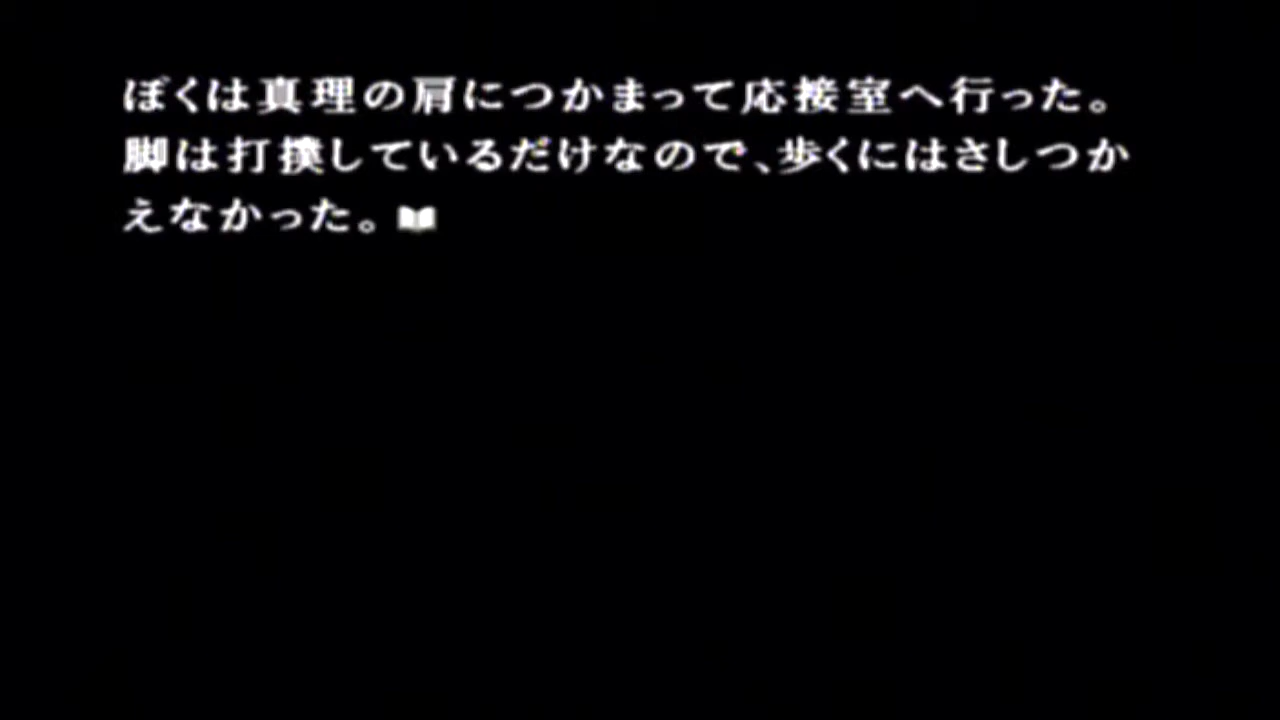 ぼくは真理の肩につかまって応接室へ行った。
脚は打撲しているだけなので、歩くにはさしつか
えなかった。